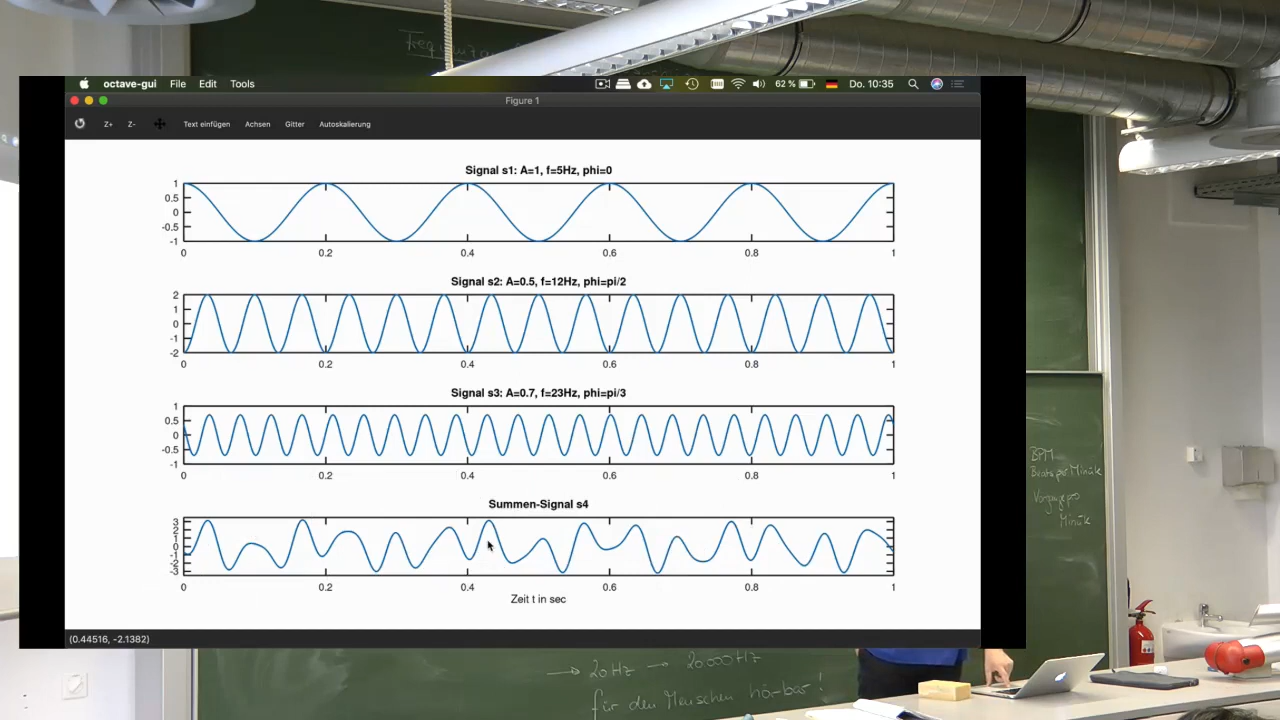 octave-gui File Edit Tools 62 % Do. 10:35
Figure 1
Z+ Z- Text einfügen Achsen Gitter Autoskalierung
Signal s1: A=1, f=5Hz, phi=0
1
0.5
0
-0.5
-1
0 0.2 0.4 0.6 0.8 1
Signal s2: A=0.5, f=12Hz, phi=pi/2
2
1
0
-1
-2
0 0.2 0.4 0.6 0.8 1
Signal s3: A=0.7, f=23Hz, phi=pi/3
1
0.5
0
-0.5
-1
0 0.2 0.4 0.6 0.8 1
Summen-Signal s4
3
2
1
0
-1
-2
-3
0 0.2 0.4 0.6 0.8 1
Zeit t in sec
(0.44516, -2.1382)
BPM
Beats per Minute
Vorgänge pro
Minute
→ 20 Hz → 20000 Hz
für den Menschen hörbar!